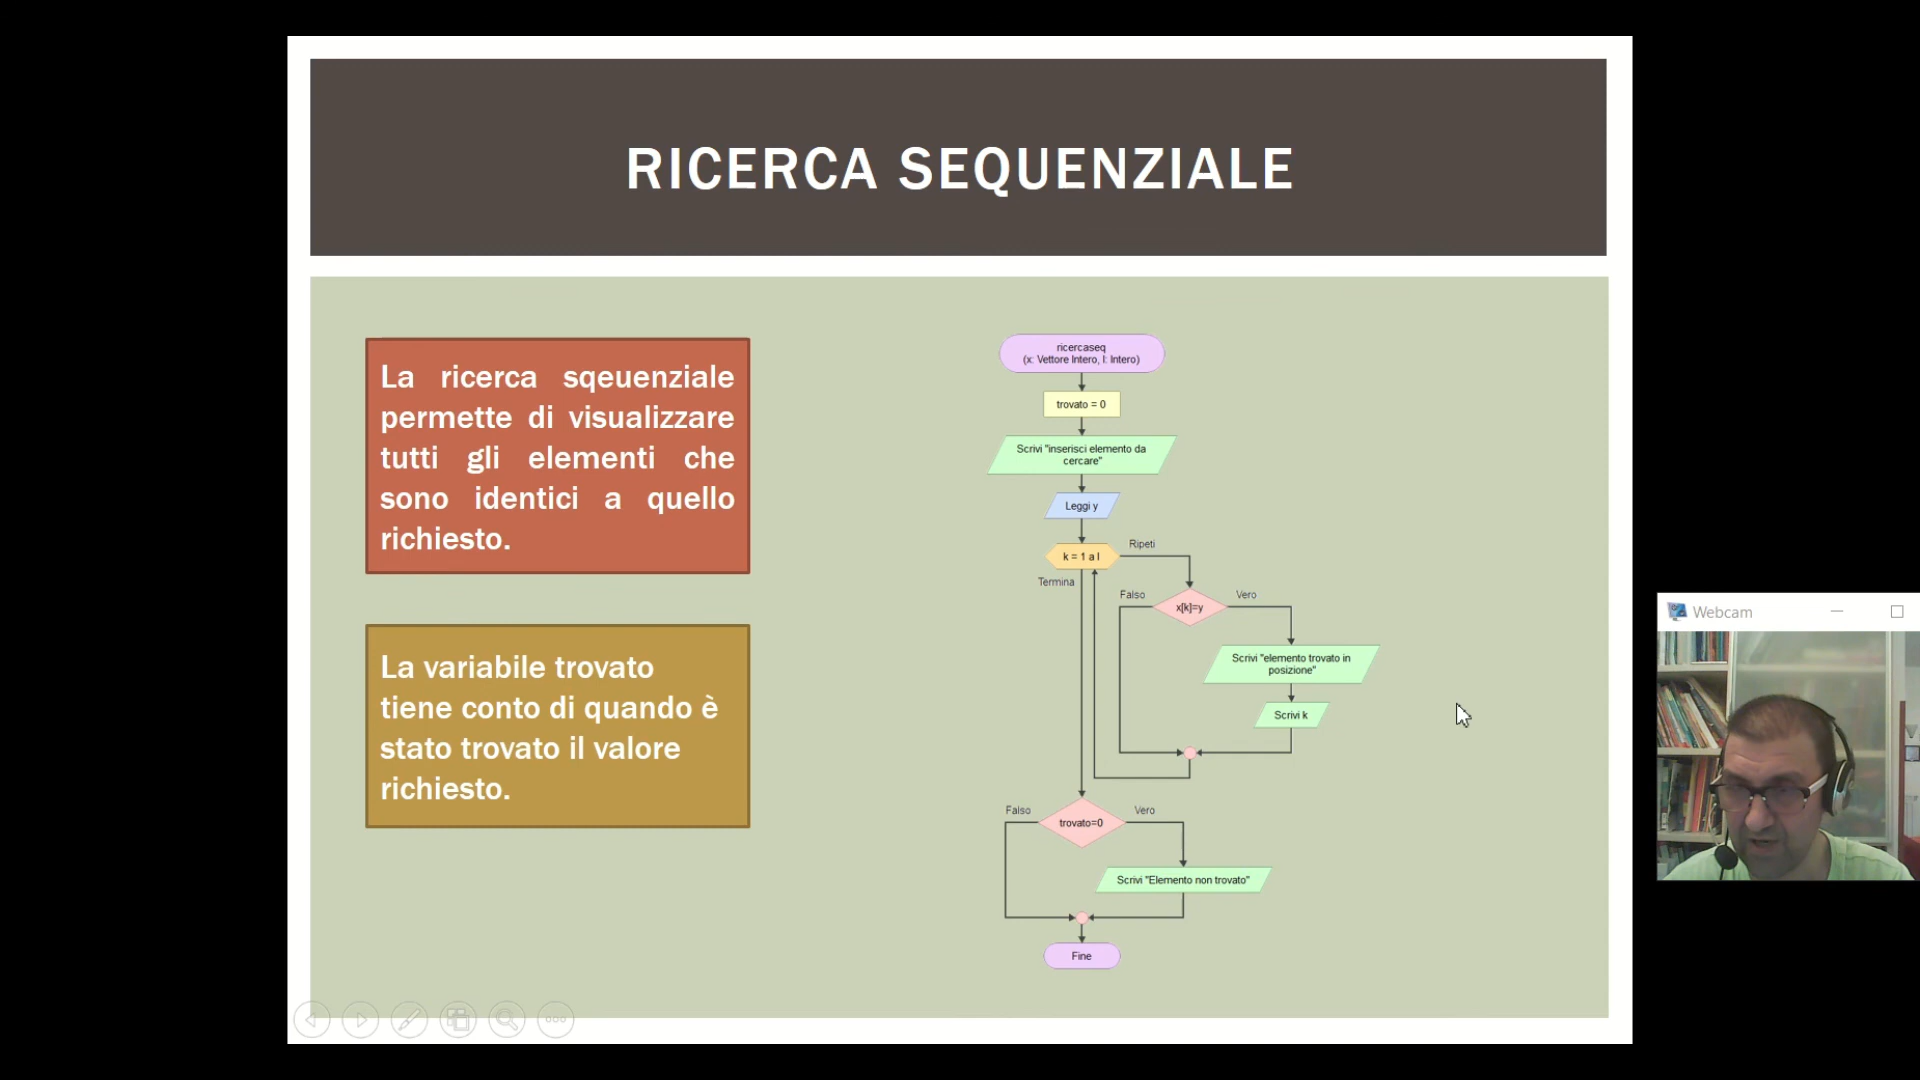 RICERCA SEQUENZIALE
La ricerca sqeuenziale
permette di visualizzare
tutti gli elementi che
sono identici a quello
richiesto.
La variabile trovato
tiene conto di quando è
stato trovato il valore
richiesto.
ricercaseq
(x: Vettore Intero, l: Intero)
trovato = 0
Scrivi "inserisci elemento da
cercare"
Leggi y
k = 1 a l
Ripeti
Termina
Falso
x[k]=y
Vero
Scrivi "elemento trovato in
posizione"
Scrivi k
Falso
trovato=0
Vero
Scrivi "Elemento non trovato"
Fine
Webcam